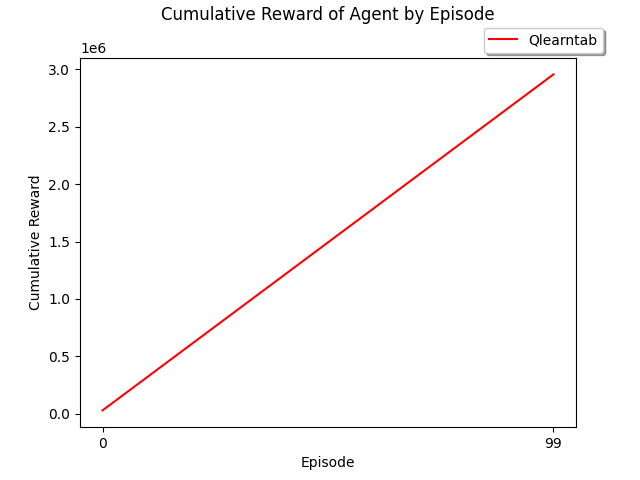 Cumulative Reward of Agent by Episode
Qlearntab
1e6
3.0
2.5
2.0
1.5
1.0
0.5
0.0
Cumulative Reward
0 99
Episode